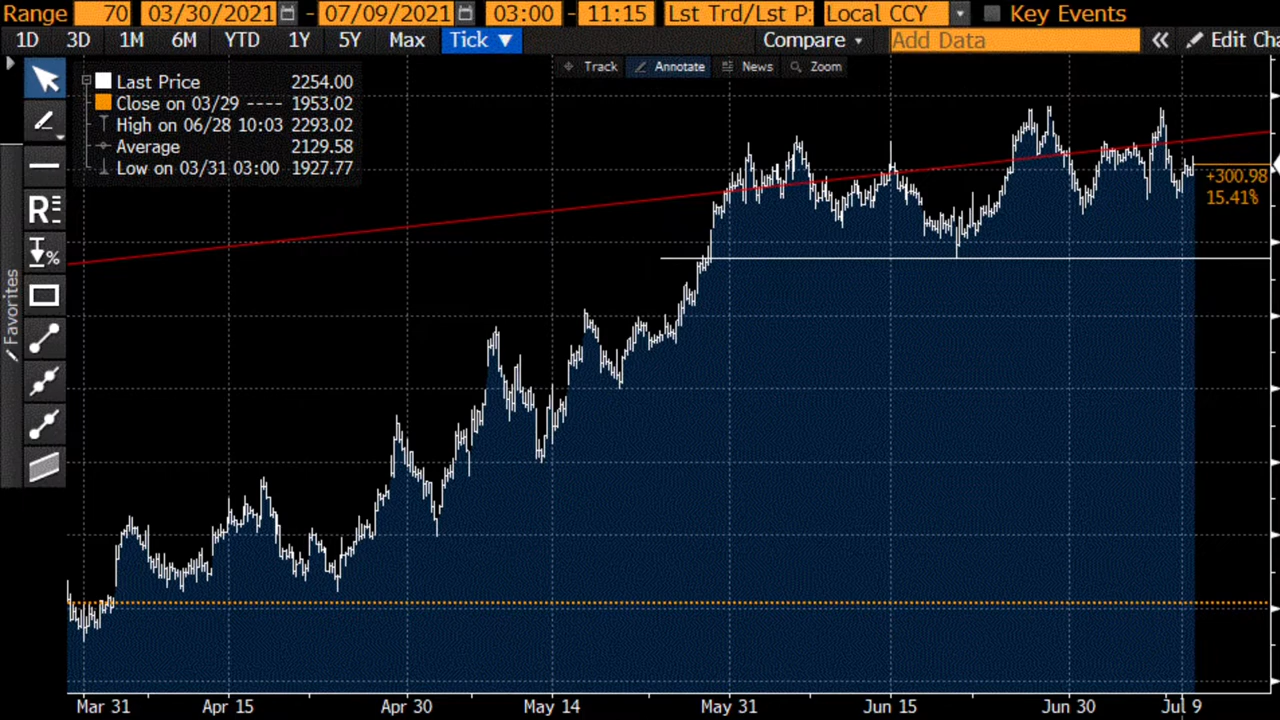 Range 70 03/30/2021 - 07/09/2021 03:00 - 11:15 Lst Trd/Lst P Local CCY Key Events
1D 3D 1M 6M YTD 1Y 5Y Max Tick ▼ Compare Add Data « Edit Cha
Track Annotate News Zoom
Last Price 2254.00
Close on 03/29 ---- 1953.02
High on 06/28 10:03 2293.02
Average 2129.58
Low on 03/31 03:00 1927.77
+300.98
15.41%
R
%
Favorites
Mar 31 Apr 15 Apr 30 May 14 May 31 Jun 15 Jun 30 Jul 9